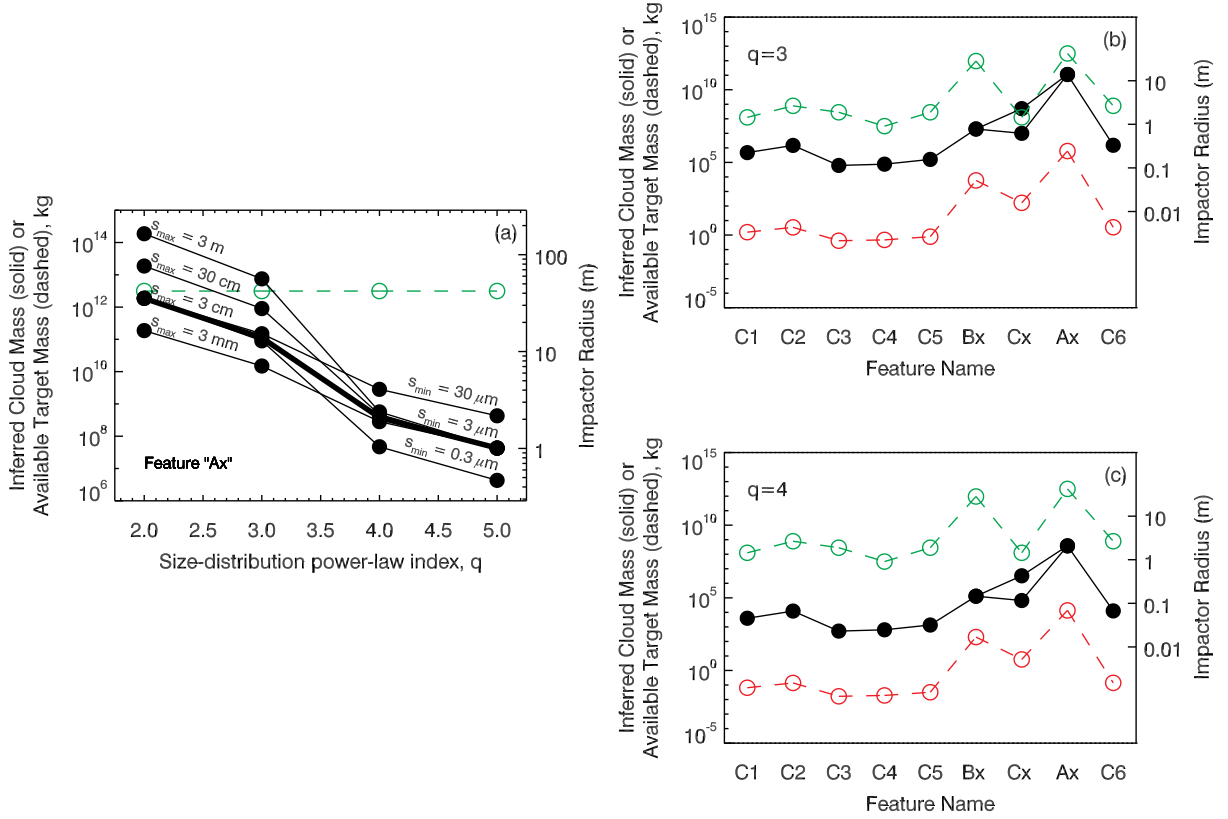 Inferred Cloud Mass (solid) or
Available Target Mass (dashed), kg
10^14
10^12
10^10
10^8
10^6
(a)
s_max = 3 m
s_max = 30 cm
s_max = 3 cm
s_max = 3 mm
s_min = 30 μm
s_min = 3 μm
s_min = 0.3 μm
Feature "Ax"
100
10
1
Impactor Radius (m)
2.0 2.5 3.0 3.5 4.0 4.5 5.0
Size-distribution power-law index, q
Inferred Cloud Mass (solid) or
Available Target Mass (dashed), kg
10^15
10^10
10^5
10^0
10^-5
q=3
(b)
10
1
0.1
0.01
Impactor Radius (m)
C1 C2 C3 C4 C5 Bx Cx Ax C6
Feature Name
Inferred Cloud Mass (solid) or
Available Target Mass (dashed), kg
10^15
10^10
10^5
10^0
10^-5
q=4
(c)
10
1
0.1
0.01
Impactor Radius (m)
C1 C2 C3 C4 C5 Bx Cx Ax C6
Feature Name